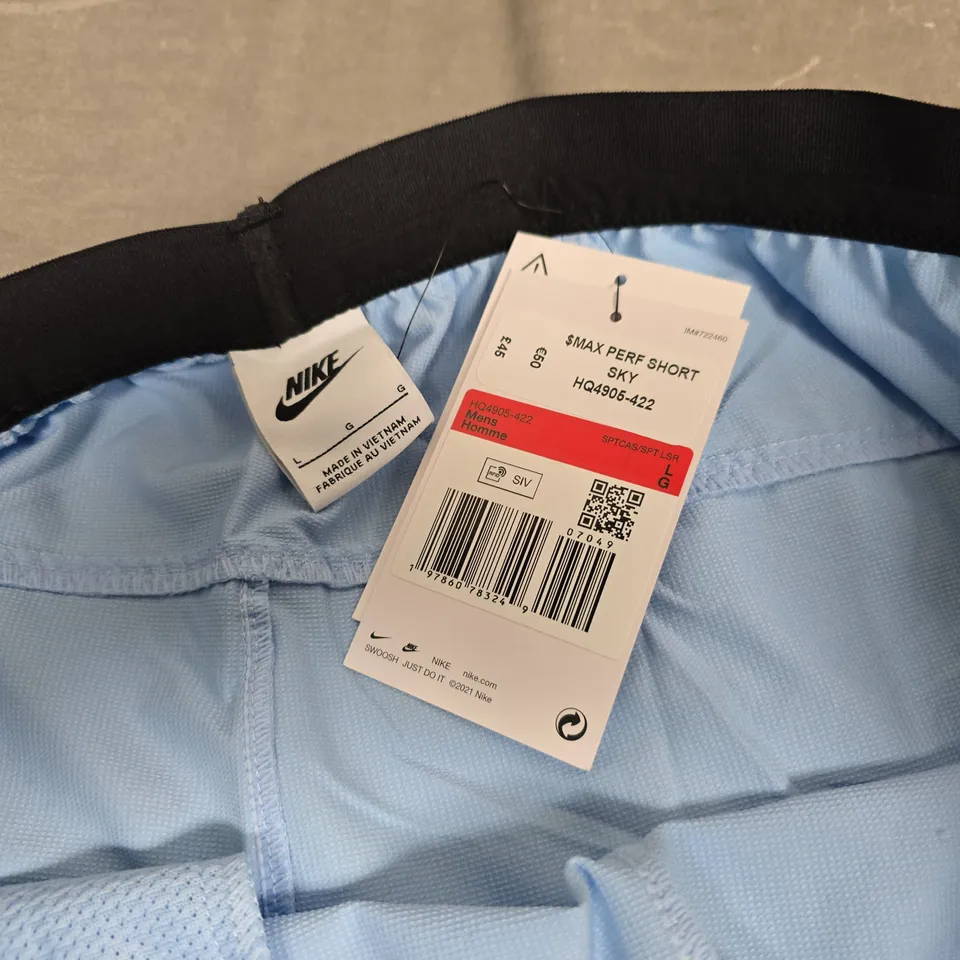 NIKE
L G G
MADE IN VIETNAM
FABRIQUE AU VIETNAM
IM#722460
£45
€50
$MAX PERF SHORT
SKY
HQ4905-422
HQ4905-422
Mens
Homme
SPTCAS/SPT LSR
L
G
SIV
07049
1 97860 78324 9
NIKE nike.com
SWOOSH JUST DO IT ©2021 Nike